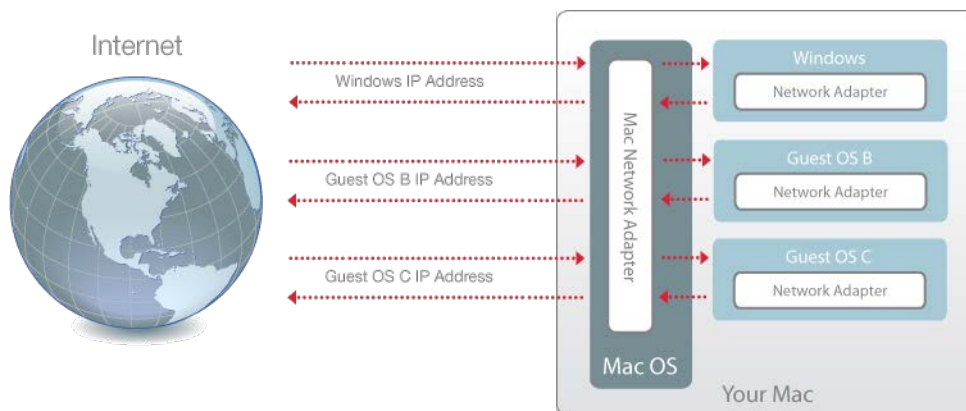 Internet
Windows IP Address
Guest OS B IP Address
Guest OS C IP Address
Mac Network Adapter
Mac OS
Windows
Network Adapter
Guest OS B
Network Adapter
Guest OS C
Network Adapter
Your Mac